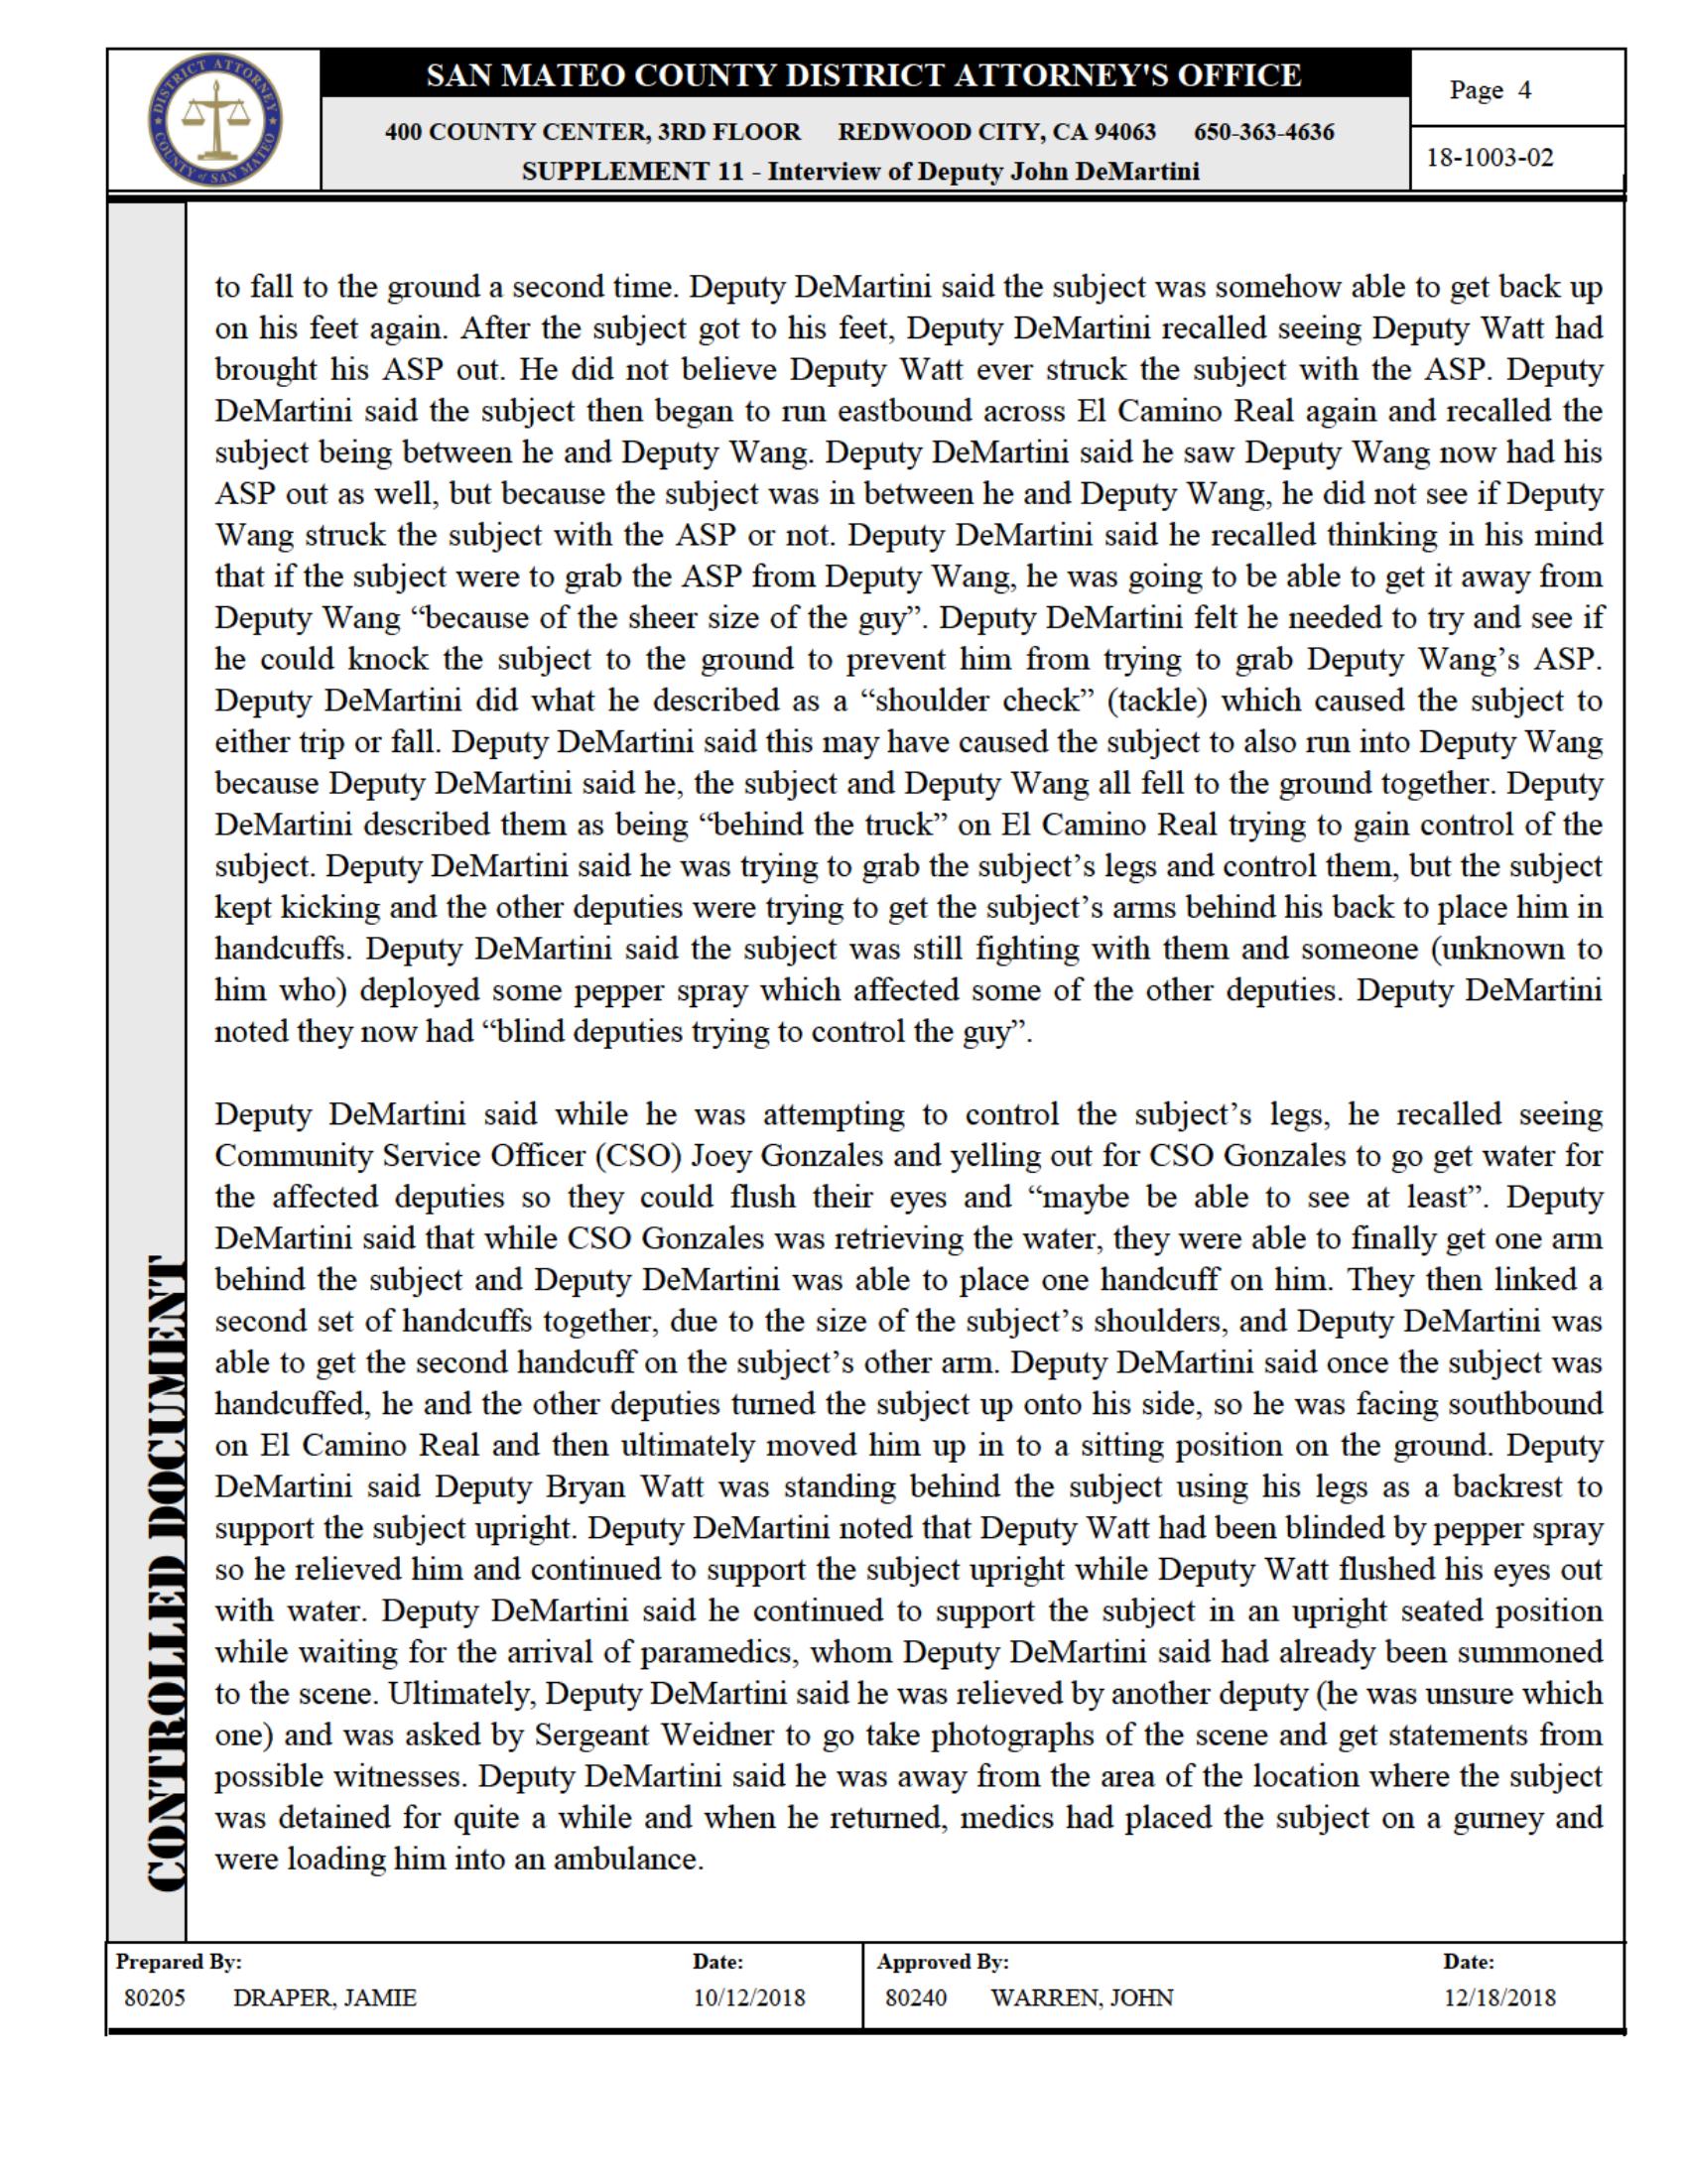 DISTRICT ATTORNEY
COUNTY of SAN MATEO
SAN MATEO COUNTY DISTRICT ATTORNEY'S OFFICE
400 COUNTY CENTER, 3RD FLOOR REDWOOD CITY, CA 94063 650-363-4636
SUPPLEMENT 11 - Interview of Deputy John DeMartini
Page 4
18-1003-02
to fall to the ground a second time. Deputy DeMartini said the subject was somehow able to get back up
on his feet again. After the subject got to his feet, Deputy DeMartini recalled seeing Deputy Watt had
brought his ASP out. He did not believe Deputy Watt ever struck the subject with the ASP. Deputy
DeMartini said the subject then began to run eastbound across El Camino Real again and recalled the
subject being between he and Deputy Wang. Deputy DeMartini said he saw Deputy Wang now had his
ASP out as well, but because the subject was in between he and Deputy Wang, he did not see if Deputy
Wang struck the subject with the ASP or not. Deputy DeMartini said he recalled thinking in his mind
that if the subject were to grab the ASP from Deputy Wang, he was going to be able to get it away from
Deputy Wang “because of the sheer size of the guy”. Deputy DeMartini felt he needed to try and see if
he could knock the subject to the ground to prevent him from trying to grab Deputy Wang’s ASP.
Deputy DeMartini did what he described as a “shoulder check” (tackle) which caused the subject to
either trip or fall. Deputy DeMartini said this may have caused the subject to also run into Deputy Wang
because Deputy DeMartini said he, the subject and Deputy Wang all fell to the ground together. Deputy
DeMartini described them as being “behind the truck” on El Camino Real trying to gain control of the
subject. Deputy DeMartini said he was trying to grab the subject’s legs and control them, but the subject
kept kicking and the other deputies were trying to get the subject’s arms behind his back to place him in
handcuffs. Deputy DeMartini said the subject was still fighting with them and someone (unknown to
him who) deployed some pepper spray which affected some of the other deputies. Deputy DeMartini
noted they now had “blind deputies trying to control the guy”.
Deputy DeMartini said while he was attempting to control the subject’s legs, he recalled seeing
Community Service Officer (CSO) Joey Gonzales and yelling out for CSO Gonzales to go get water for
the affected deputies so they could flush their eyes and “maybe be able to see at least”. Deputy
DeMartini said that while CSO Gonzales was retrieving the water, they were able to finally get one arm
behind the subject and Deputy DeMartini was able to place one handcuff on him. They then linked a
second set of handcuffs together, due to the size of the subject’s shoulders, and Deputy DeMartini was
able to get the second handcuff on the subject’s other arm. Deputy DeMartini said once the subject was
handcuffed, he and the other deputies turned the subject up onto his side, so he was facing southbound
on El Camino Real and then ultimately moved him up in to a sitting position on the ground. Deputy
DeMartini said Deputy Bryan Watt was standing behind the subject using his legs as a backrest to
support the subject upright. Deputy DeMartini noted that Deputy Watt had been blinded by pepper spray
so he relieved him and continued to support the subject upright while Deputy Watt flushed his eyes out
with water. Deputy DeMartini said he continued to support the subject in an upright seated position
while waiting for the arrival of paramedics, whom Deputy DeMartini said had already been summoned
to the scene. Ultimately, Deputy DeMartini said he was relieved by another deputy (he was unsure which
one) and was asked by Sergeant Weidner to go take photographs of the scene and get statements from
possible witnesses. Deputy DeMartini said he was away from the area of the location where the subject
was detained for quite a while and when he returned, medics had placed the subject on a gurney and
were loading him into an ambulance.
CONTROLLED DOCUMENT
Prepared By: Date: Approved By: Date:
80205 DRAPER, JAMIE 10/12/2018 80240 WARREN, JOHN 12/18/2018